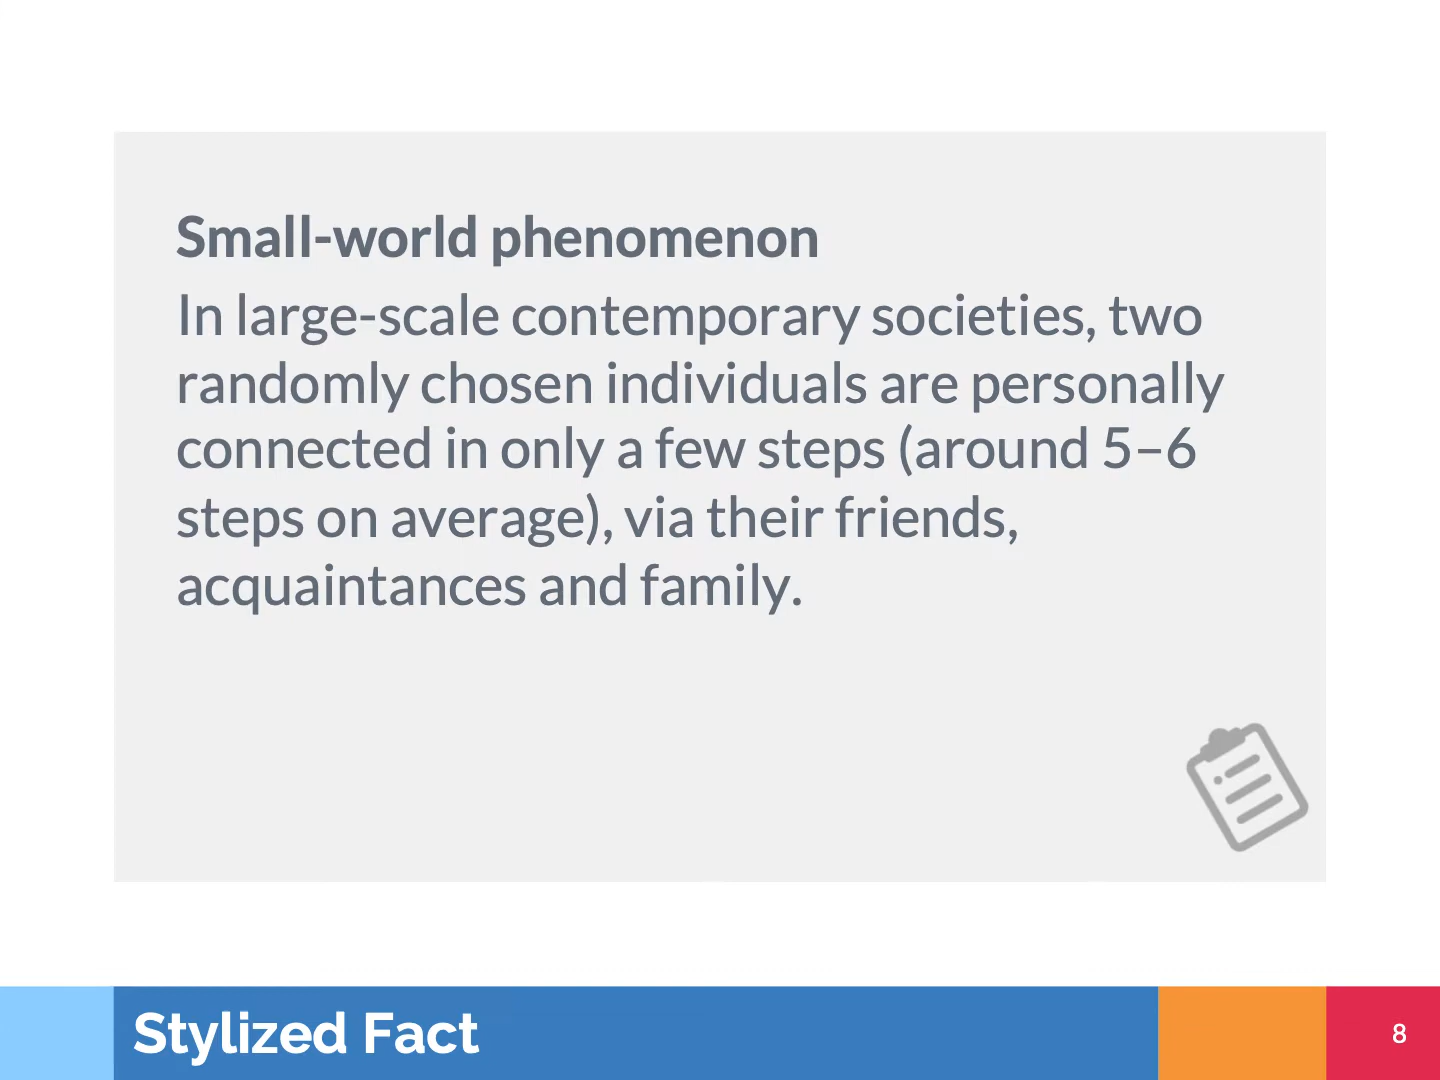 Small-world phenomenon
In large-scale contemporary societies, two
randomly chosen individuals are personally
connected in only a few steps (around 5–6
steps on average), via their friends,
acquaintances and family.
Stylized Fact
8